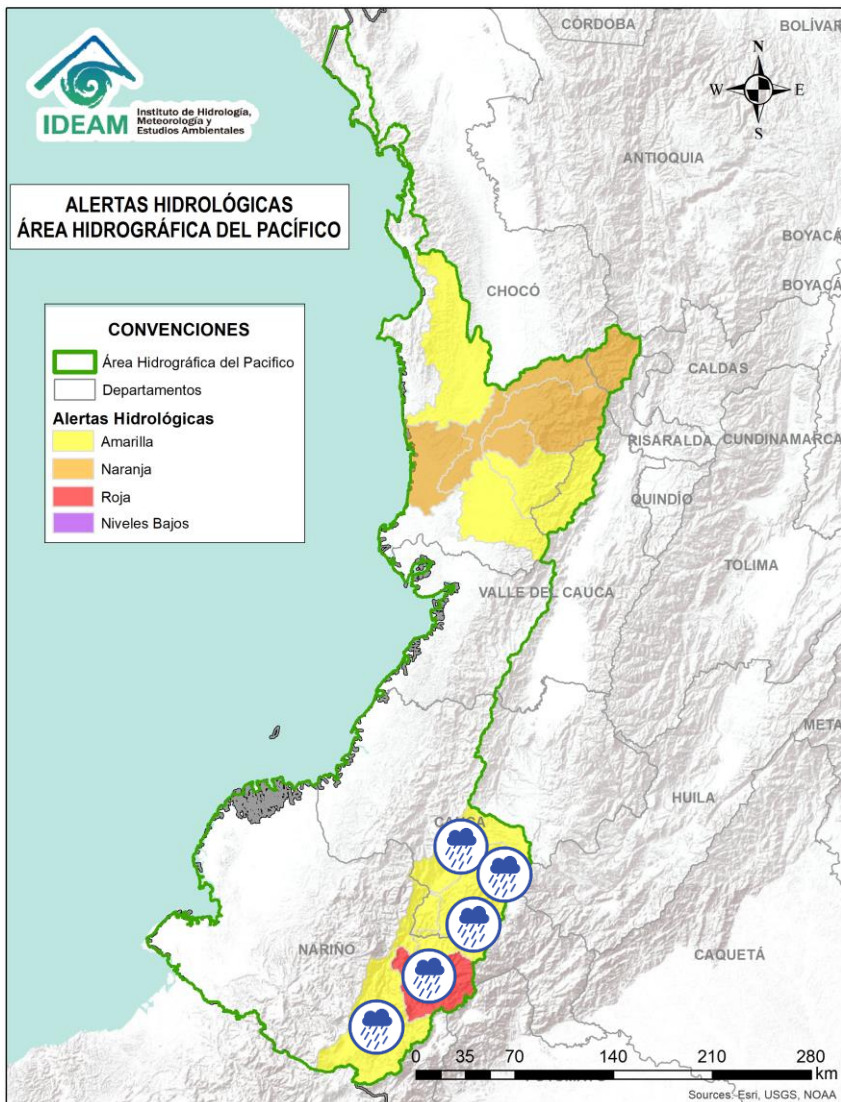 CÓRDOBA
BOLÍVAR
N
W E
S
IDEAM
Instituto de Hidrología,
Meteorología y
Estudios Ambientales
ANTIOQUIA
ALERTAS HIDROLÓGICAS
ÁREA HIDROGRÁFICA DEL PACÍFICO
BOYACÁ
BOYACÁ
CHOCÓ
CONVENCIONES
Área Hidrográfica del Pacifico
Departamentos
Alertas Hidrológicas
Amarilla
Naranja
Roja
Niveles Bajos
CALDAS
RISARALDA
CUNDINAMARCA
QUINDÍO
TOLIMA
VALLE DEL CAUCA
META
HUILA
CAUCA
NARIÑO
CAQUETÁ
0 35 70 140 210 280
km
Sources: Esri, USGS, NOAA